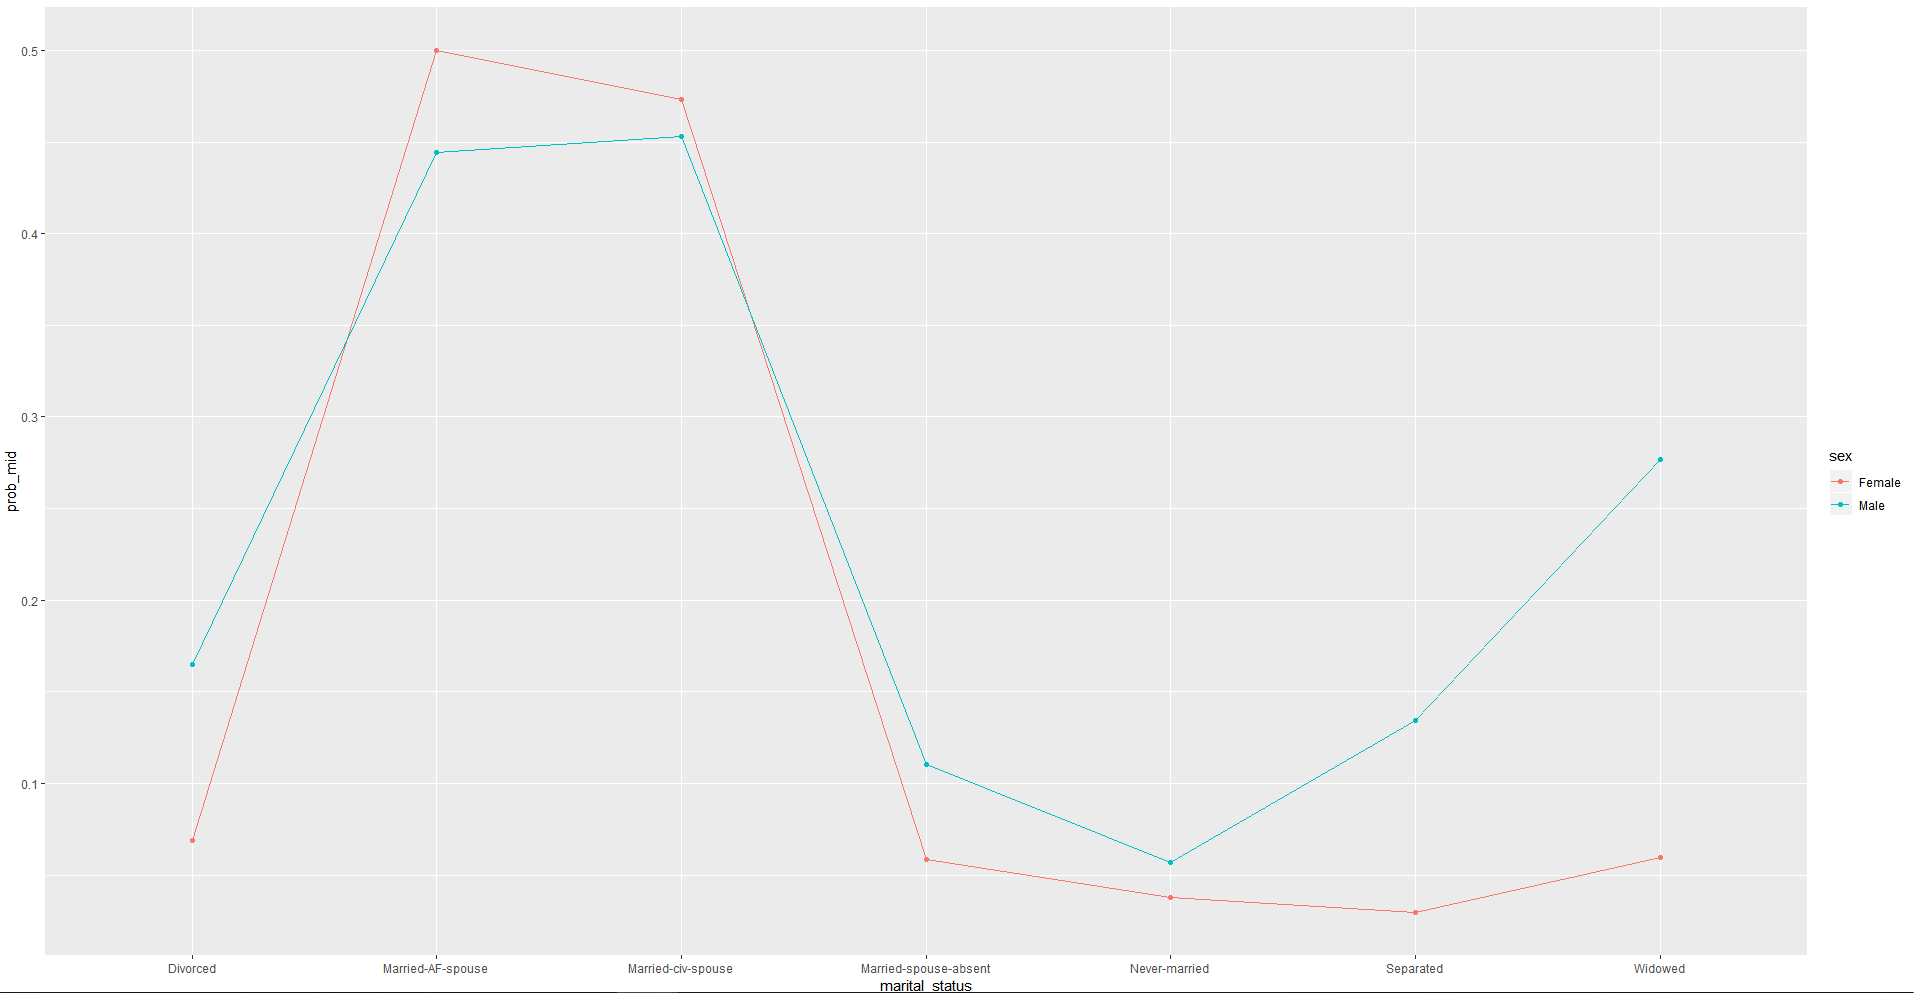 0.5
0.4
0.3
0.2
0.1
prob_mid
Divorced
Married-AF-spouse
Married-civ-spouse
Married-spouse-absent
Never-married
Separated
Widowed
marital_status
sex
Female
Male